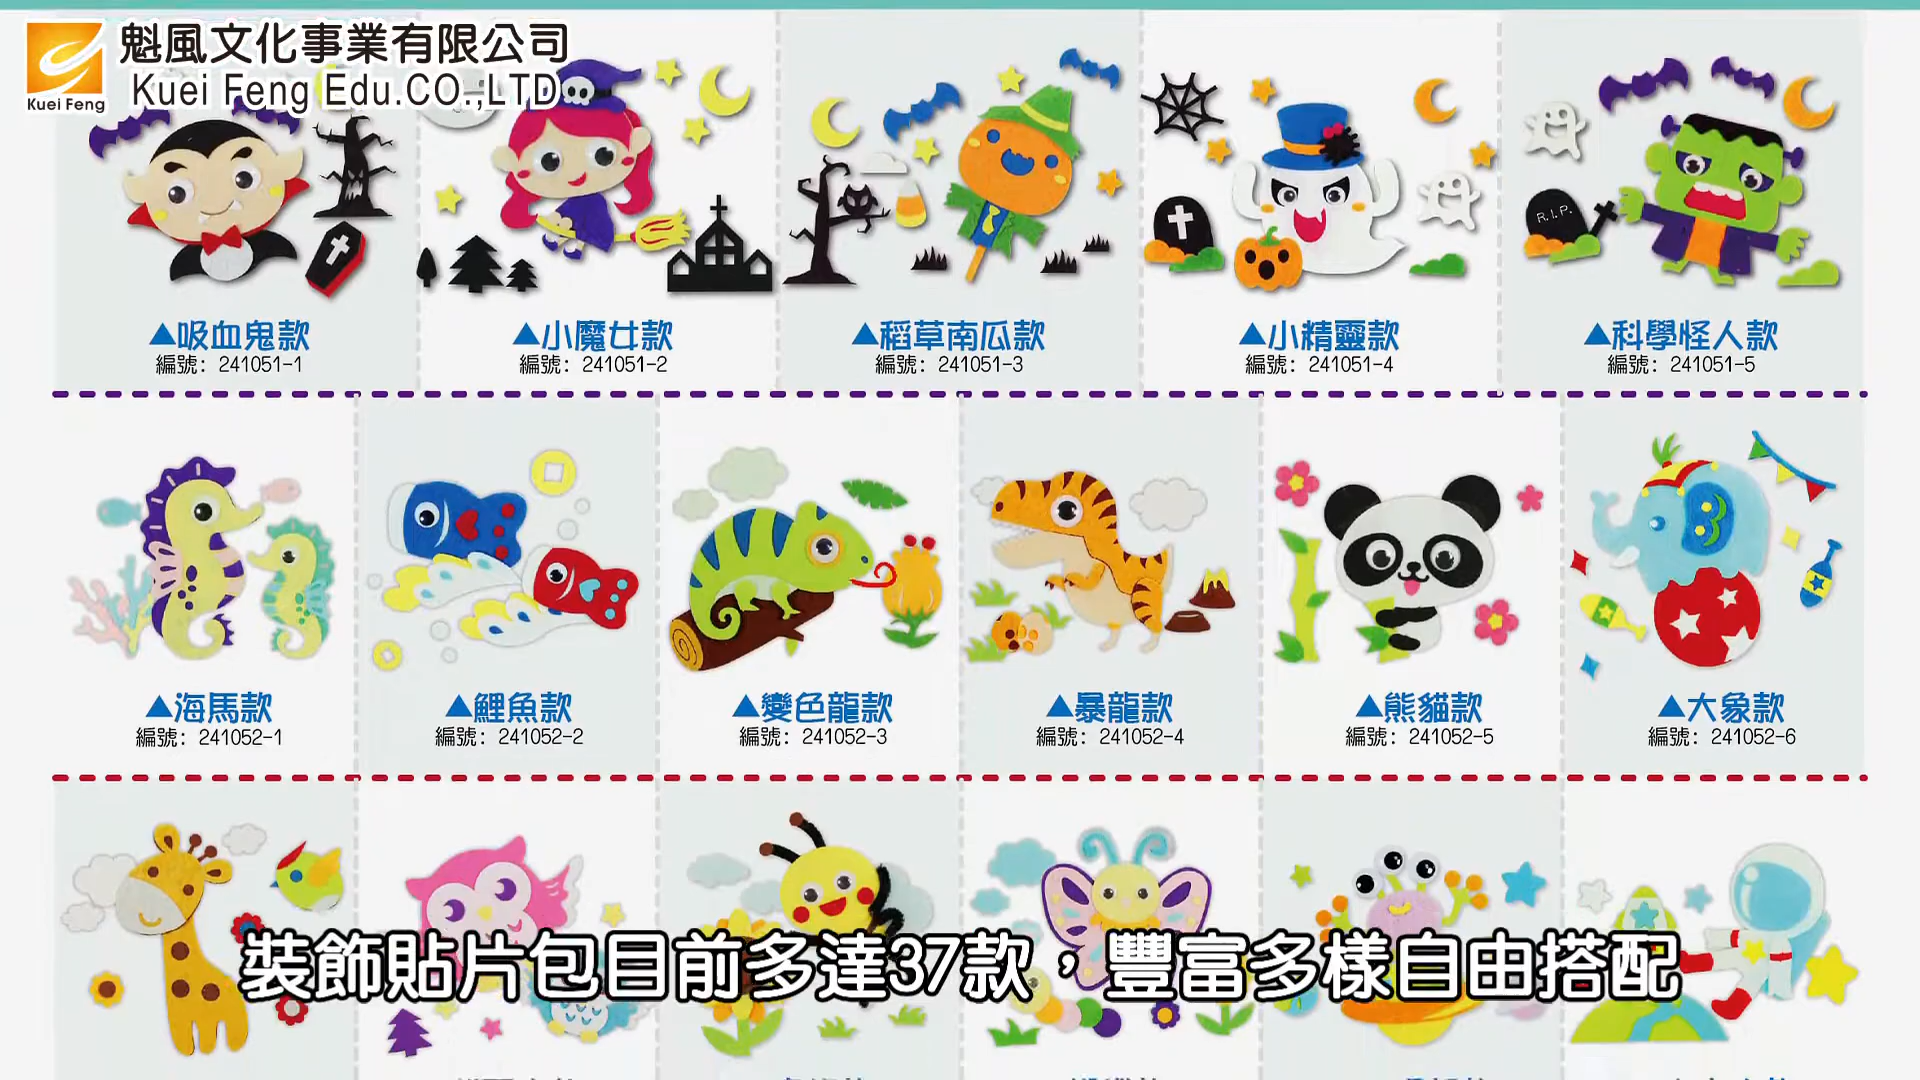 魁風文化事業有限公司
Kuei Feng Edu.CO.,LTD
Kuei Feng
R.I.P.
▲吸血鬼款
編號: 241051-1
▲小魔女款
編號: 241051-2
▲稻草南瓜款
編號: 241051-3
▲小精靈款
編號: 241051-4
▲科學怪人款
編號: 241051-5
▲海馬款
編號: 241052-1
▲鯉魚款
編號: 241052-2
▲變色龍款
編號: 241052-3
▲暴龍款
編號: 241052-4
▲熊貓款
編號: 241052-5
▲大象款
編號: 241052-6
裝飾貼片包目前多達37款，豐富多樣自由搭配